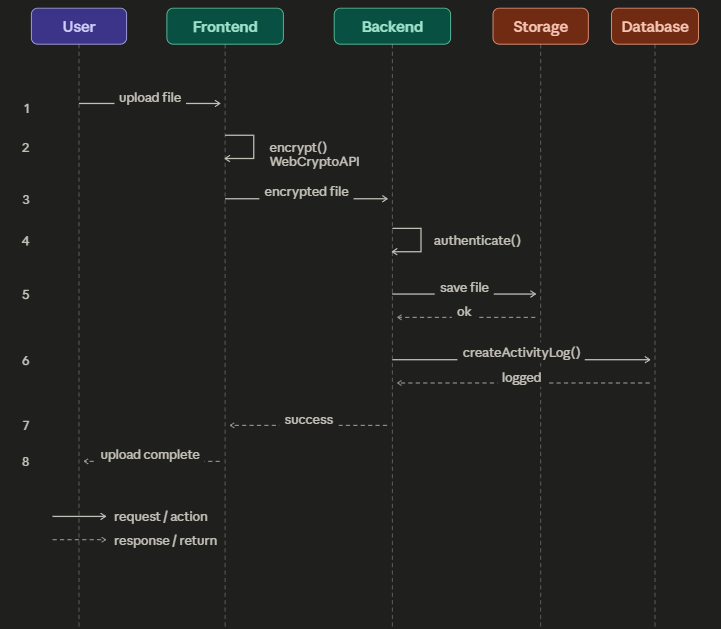 User
Frontend
Backend
Storage
Database
1
upload file
2
encrypt()
WebCryptoAPI
3
encrypted file
4
authenticate()
5
save file
ok
6
createActivityLog()
logged
7
success
8
upload complete
request / action
response / return